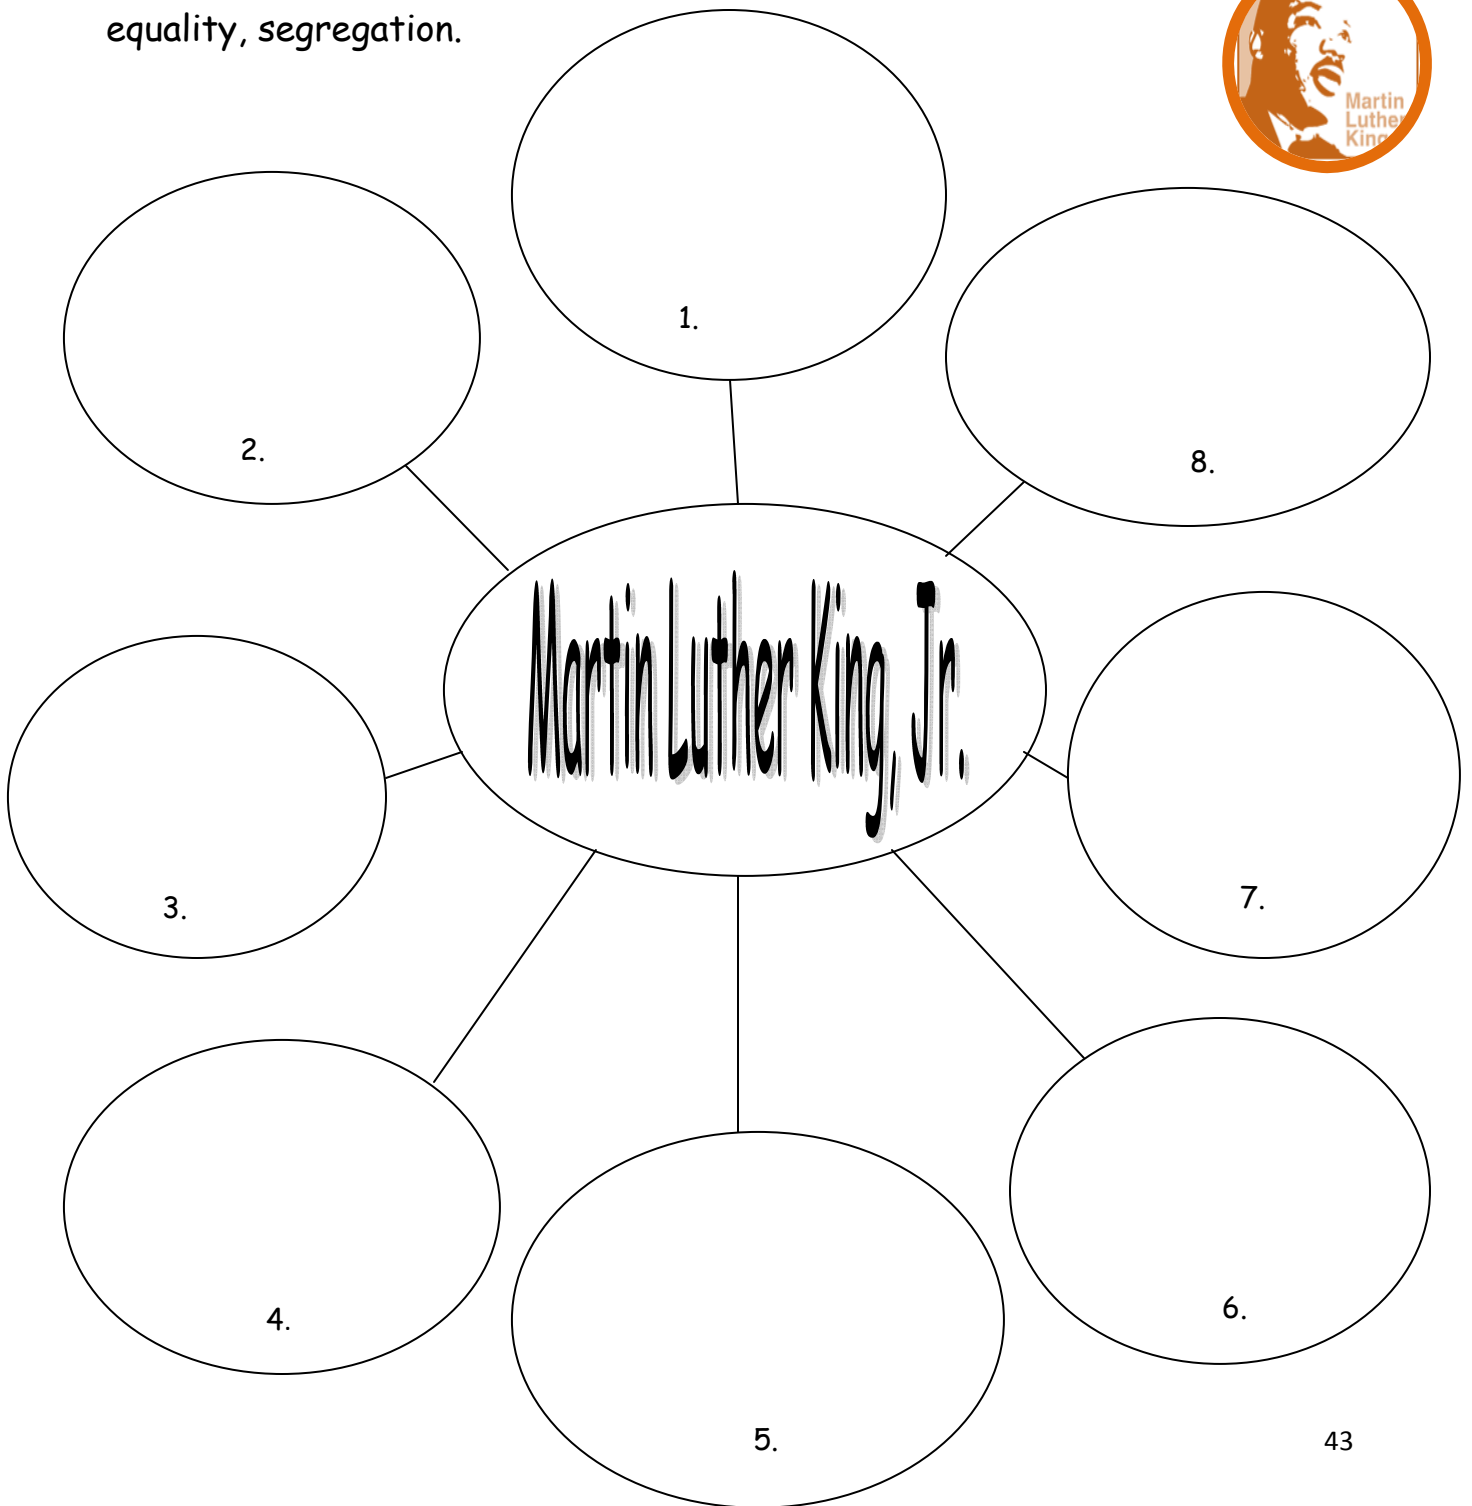 equality, segregation.
Martin
Luther
King
1.
2.
8.
Martin Luther King, Jr.
3.
7.
4.
6.
5.
43